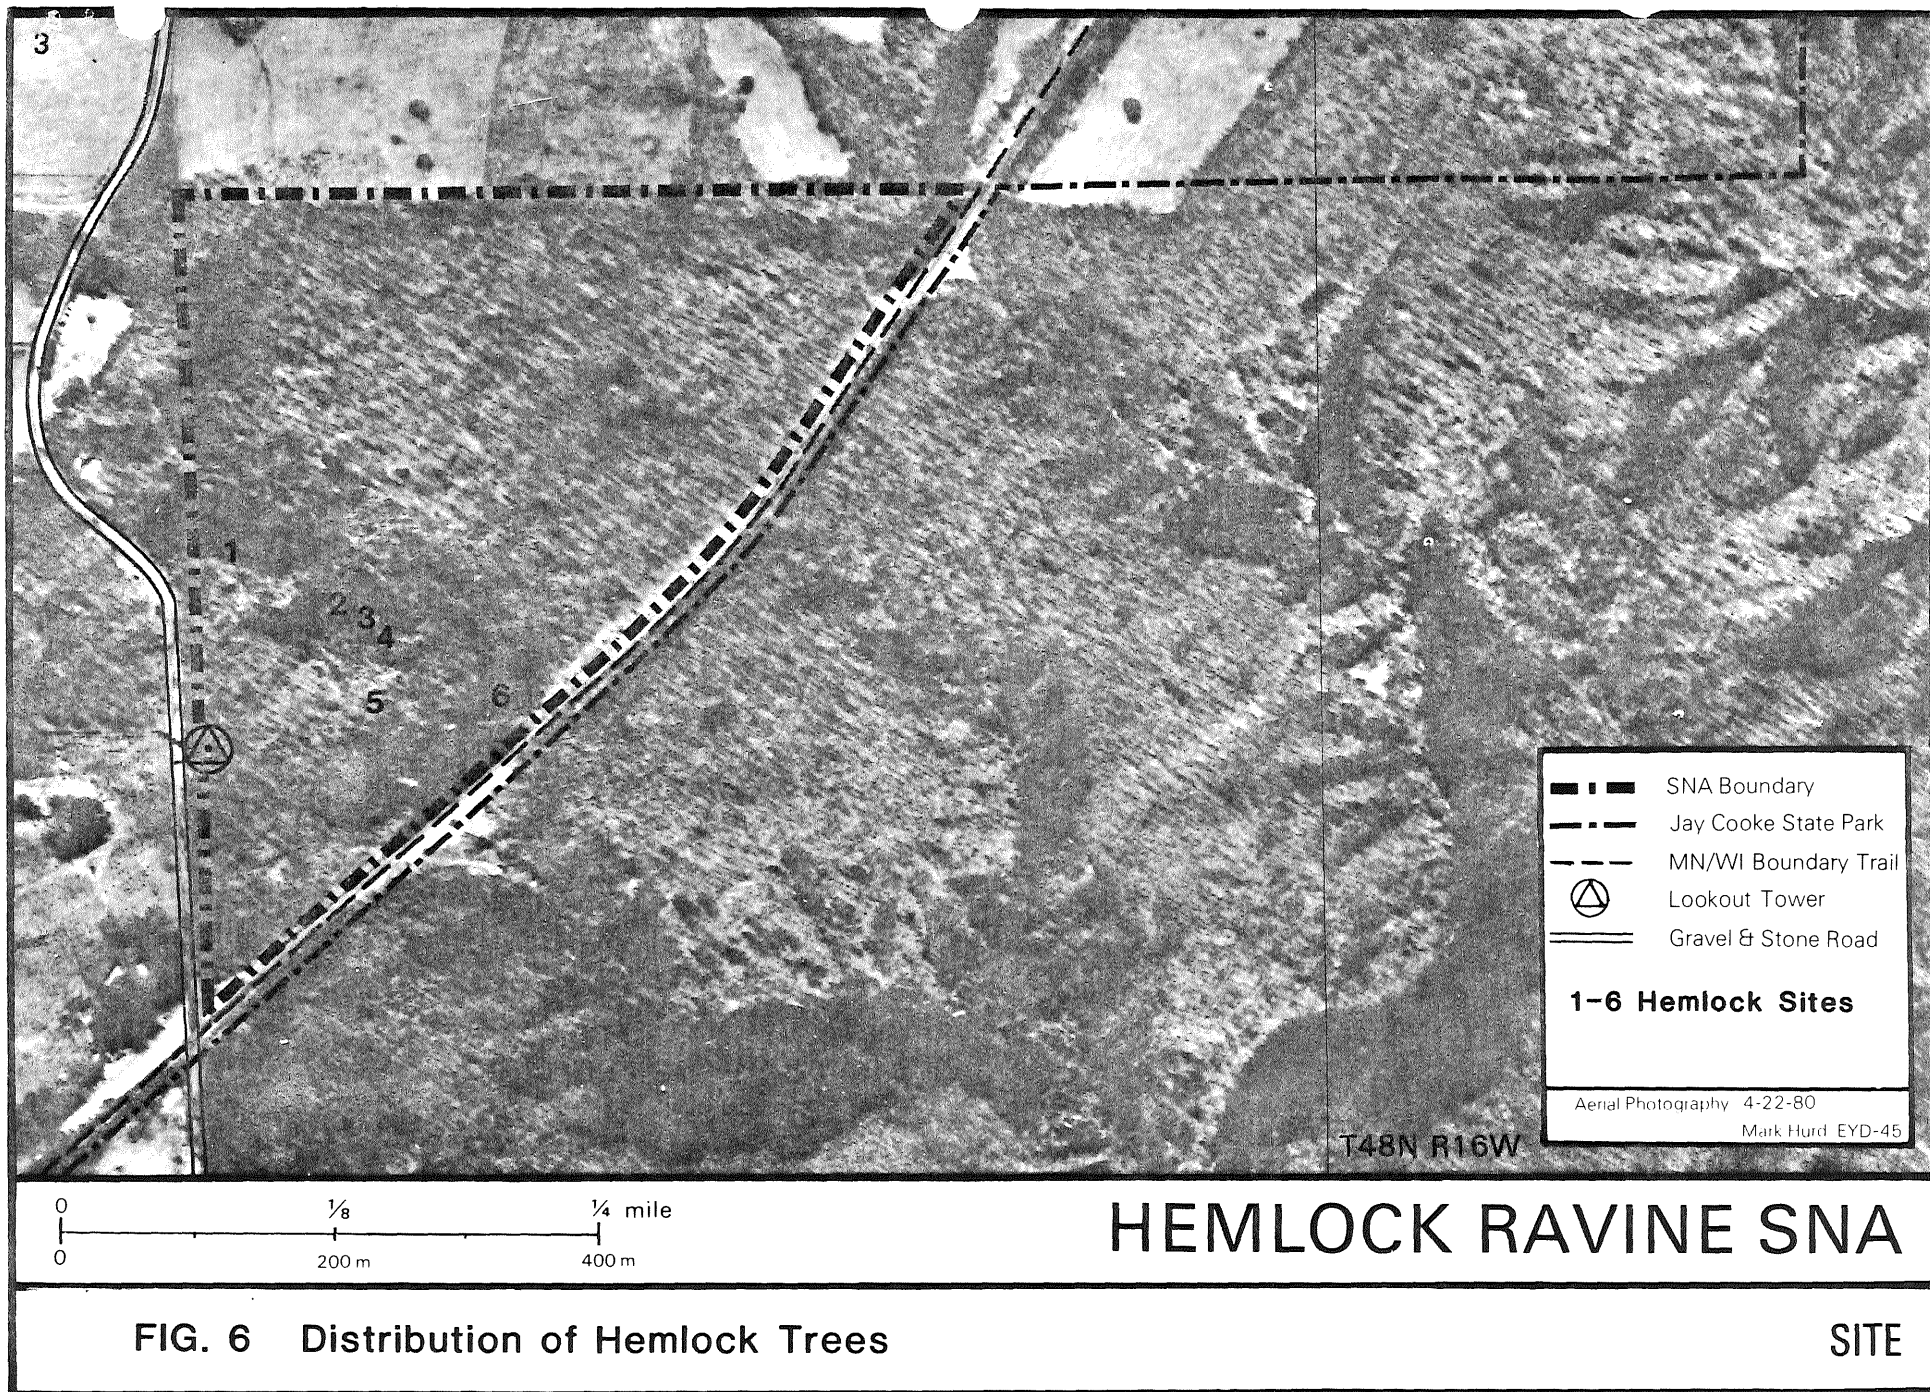 3
1
2
3
4
5
6
SNA Boundary
Jay Cooke State Park
MN/WI Boundary Trail
Lookout Tower
Gravel & Stone Road
1-6 Hemlock Sites
Aerial Photography 4-22-80
Mark Hurd EYD-45
T48N R16W
0 ⅛ ¼ mile
0 200 m 400 m
HEMLOCK RAVINE SNA
FIG. 6 Distribution of Hemlock Trees
SITE